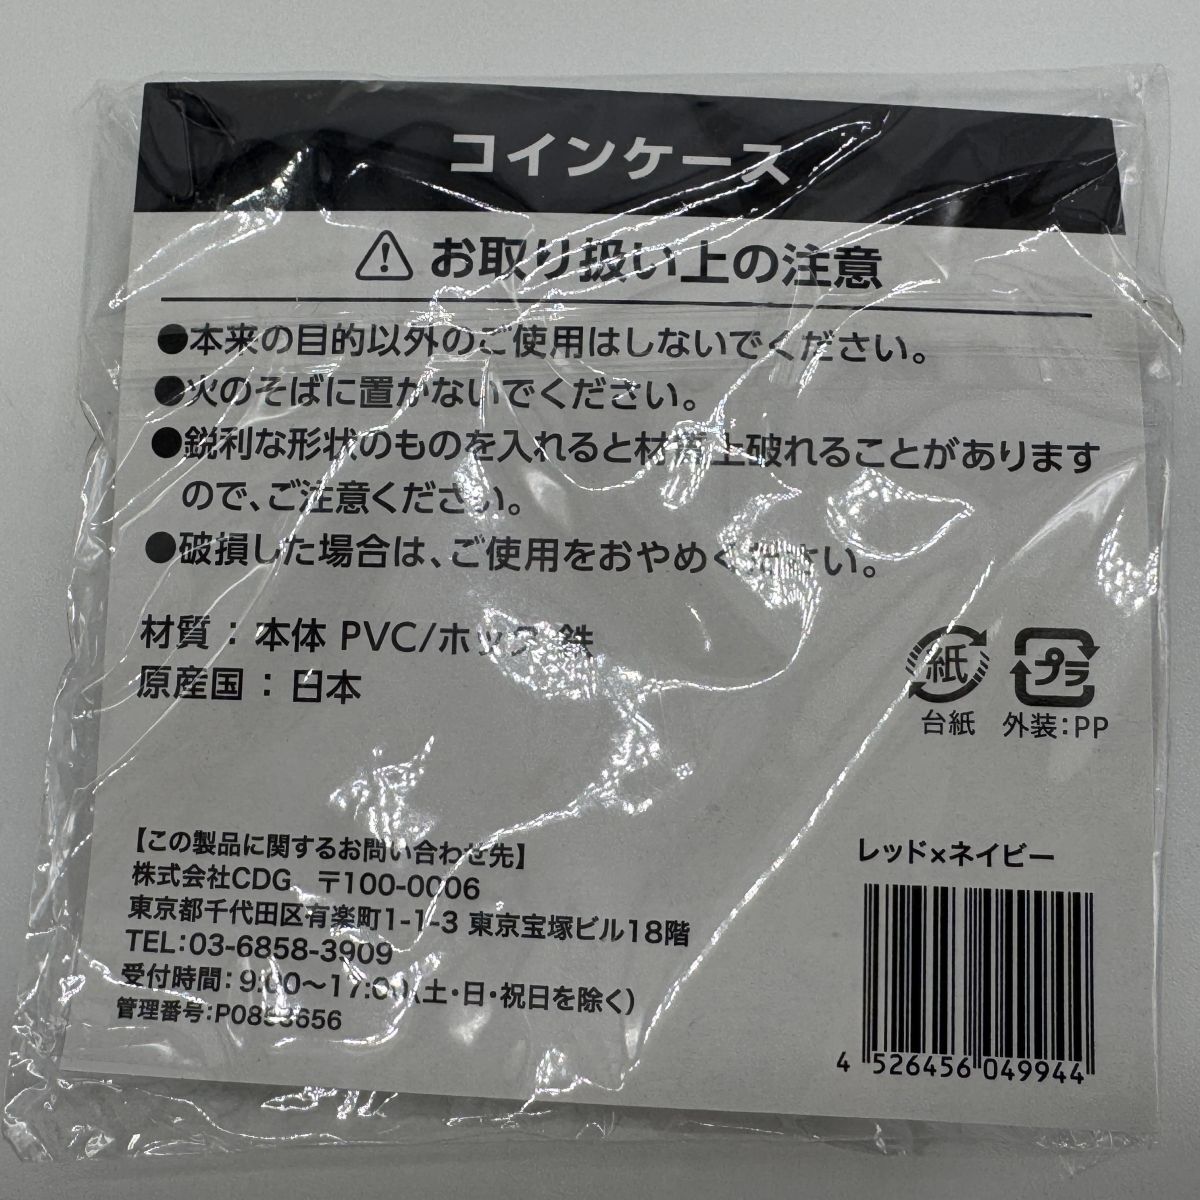 コインケース
お取り扱い上の注意
●本来の目的以外のご使用はしないでください。
●火のそばに置かないでください。
●鋭利な形状のものを入れると材質上破れることがあります
ので、ご注意ください。
●破損した場合は、ご使用をおやめください。
材質：本体 PVC/ホック 鉄
原産国：日本
紙 プラ
台紙 外装：PP
【この製品に関するお問い合わせ先】
株式会社CDG 〒100-0006
東京都千代田区有楽町1-1-3 東京宝塚ビル18階
TEL：03-6858-3909
受付時間：9:00〜17:00(土・日・祝日を除く)
管理番号：P0853656
レッド×ネイビー
4 526456 049944